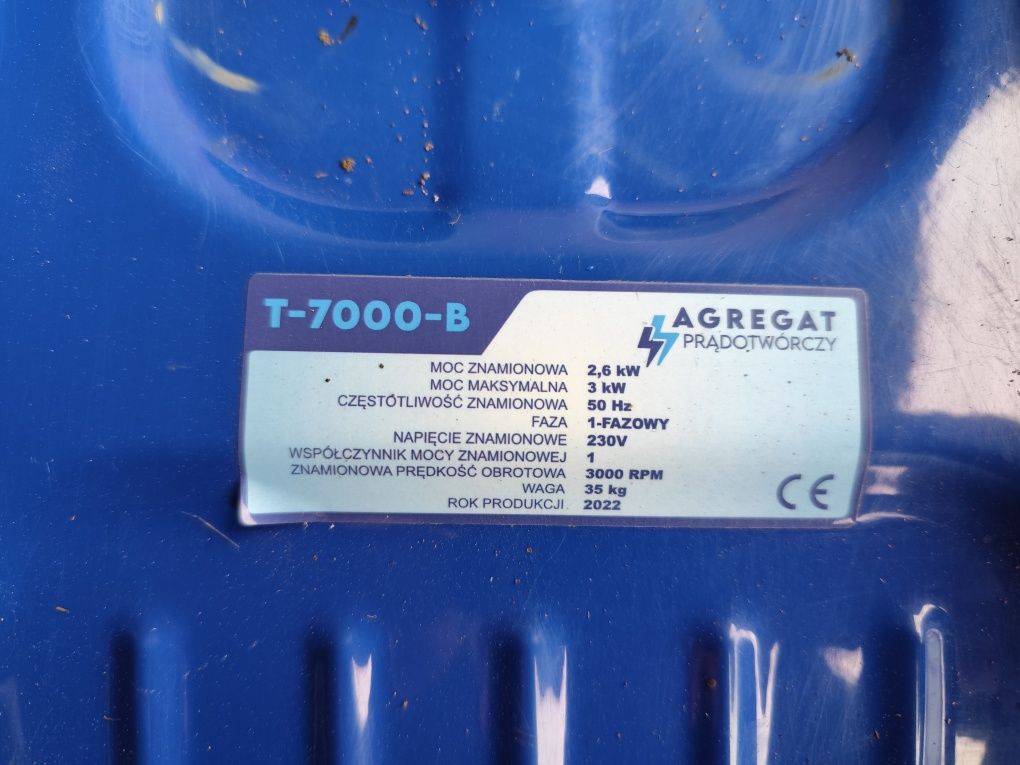 T-7000-B
AGREGAT
PRĄDOTWÓRCZY
MOC ZNAMIONOWA 2,6 kW
MOC MAKSYMALNA 3 kW
CZĘSTOTLIWOŚĆ ZNAMIONOWA 50 Hz
FAZA 1-FAZOWY
NAPIĘCIE ZNAMIONOWE 230V
WSPÓŁCZYNNIK MOCY ZNAMIONOWEJ 1
ZNAMIONOWA PRĘDKOŚĆ OBROTOWA 3000 RPM
WAGA 35 kg
ROK PRODUKCJI 2022
CE